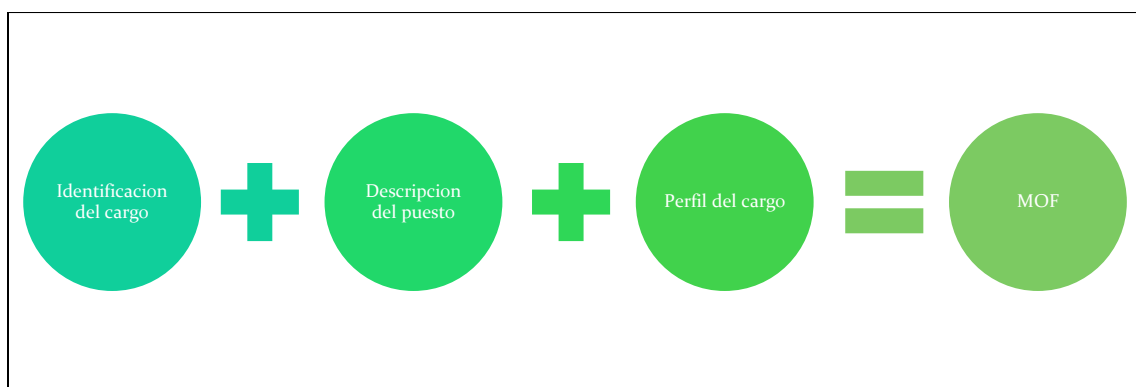 Identificacion
del cargo
Descripcion
del puesto
Perfil del cargo
MOF